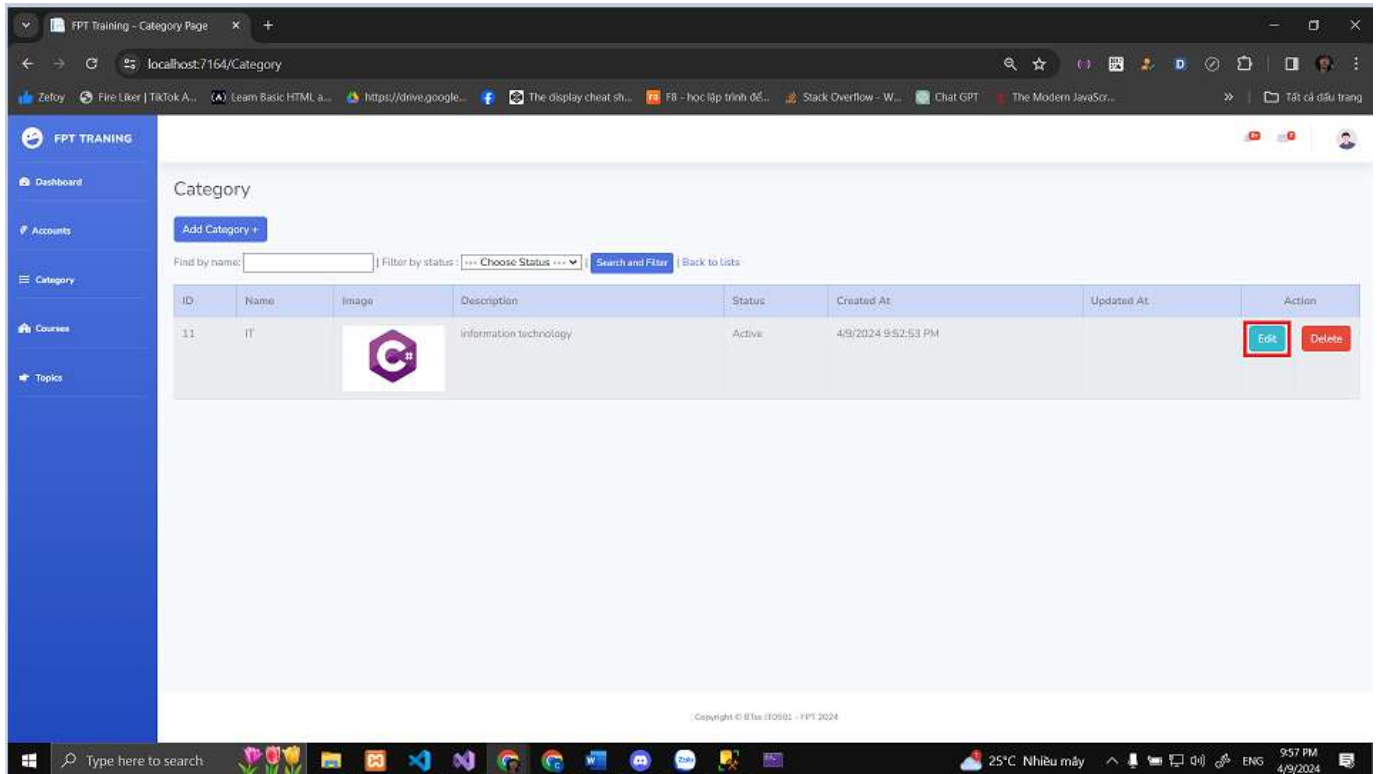 FPT Training - Category Page
localhost:7164/Category
Zefoy Fire Liker | TikTok A... Learn Basic HTML a... https://drive.google... The display cheat sh... F8 - học lập trình để... Stack Overflow - W... Chat GPT The Modern JavaScr... » Tất cả dấu trang
FPT TRANING
Dashboard
Accounts
Category
Courses
Topics
Category
Add Category +
Find by name: | Filter by status : --- Choose Status --- | Search and Filter | Back to lists
ID Name Image Description Status Created At Updated At Action
11 IT C# information technology Active 4/9/2024 9:52:53 PM Edit Delete
Type here to search
Zalo
25°C Nhiều mây
ENG
9:57 PM
4/9/2024